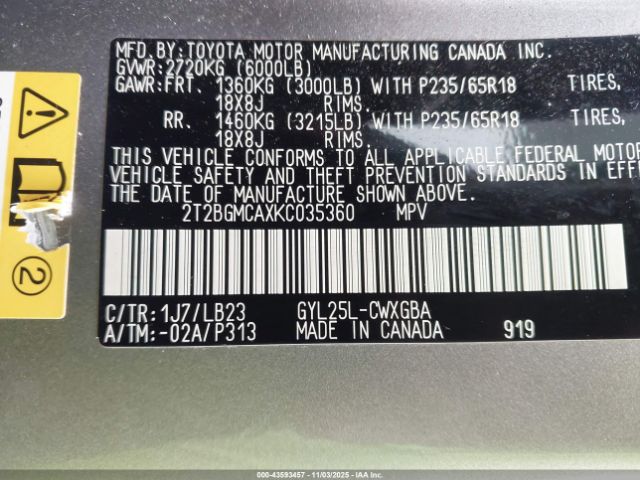 MFD.BY:TOYOTA MOTOR MANUFACTURING CANADA INC.
GVWR:2720KG (6000LB)
GAWR:FRT. 1360KG (3000LB) WITH P235/65R18 TIRES,
18X8J RIMS.
RR. 1460KG (3215LB) WITH P235/65R18 TIRES,
18X8J RIMS.
THIS VEHICLE CONFORMS TO ALL APPLICABLE FEDERAL MOTOR
VEHICLE SAFETY AND THEFT PREVENTION STANDARDS IN EFF
THE DATE OF MANUFACTURE SHOWN ABOVE.
2T2BGMCAXKC035360 MPV
C/TR:1J7/LB23 GYL25L-CWXGBA
A/TM:-02A/P313 MADE IN CANADA 919
2
000-43593457 - 11/03/2025 - COPART, IAA